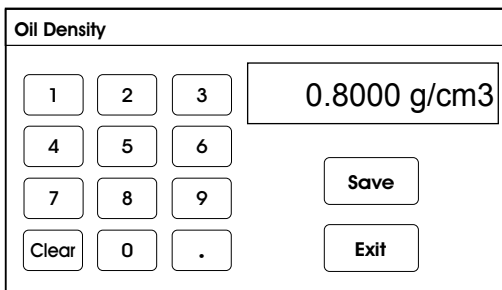 Oil Density
1 2 3
0.8000 g/cm3
4 5 6
7 8 9
Clear 0 .
Save
Exit